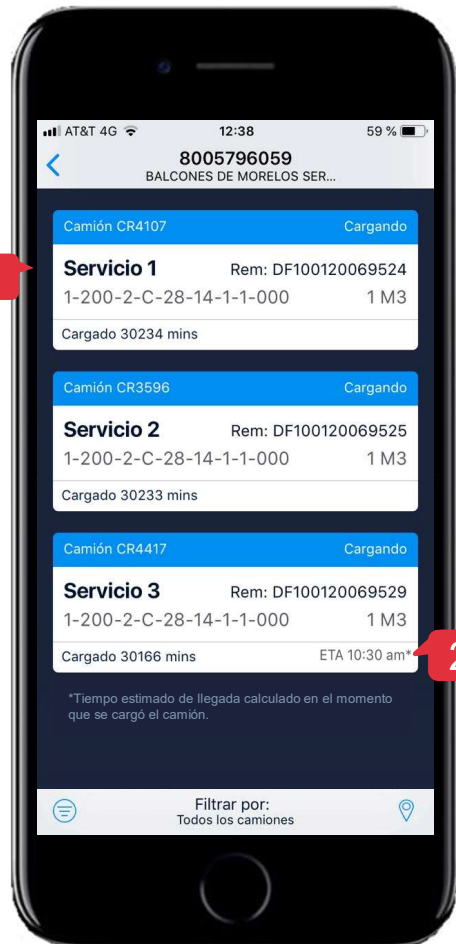 AT&T 4G 12:38 59 %
8005796059
BALCONES DE MORELOS SER...
Camión CR4107 Cargando
Servicio 1 Rem: DF100120069524
1-200-2-C-28-14-1-1-000 1 M3
Cargado 30234 mins
Camión CR3596 Cargando
Servicio 2 Rem: DF100120069525
1-200-2-C-28-14-1-1-000 1 M3
Cargado 30233 mins
Camión CR4417 Cargando
Servicio 3 Rem: DF100120069529
1-200-2-C-28-14-1-1-000 1 M3
Cargado 30166 mins ETA 10:30 am*
2
*Tiempo estimado de llegada calculado en el momento
que se cargó el camión.
Filtrar por:
Todos los camiones